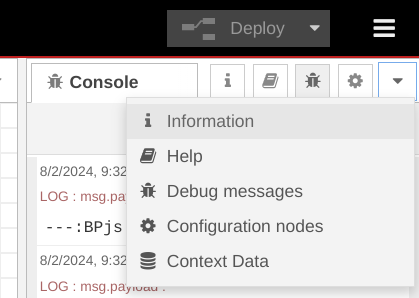 Deploy
Console
Information
8/2/2024, 9:32
Help
LOG : msg.pay
Debug messages
---:BPjs
Configuration nodes
8/2/2024, 9:32
Context Data
LOG : msg.payload :